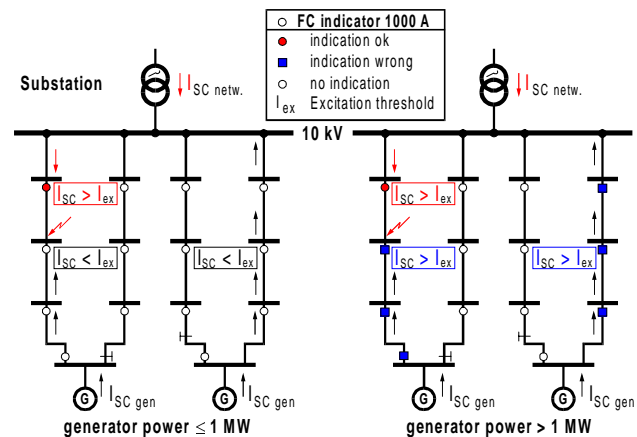 FC indicator 1000 A
indication ok
indication wrong
no indication
I ex Excitation threshold
Substation
I SC netw.
I SC netw.
10 kV
I SC > I ex
I SC > I ex
I SC < I ex
I SC < I ex
I SC > I ex
I SC > I ex
G I SC gen
G I SC gen
G I SC gen
G I SC gen
generator power ≤ 1 MW
generator power > 1 MW